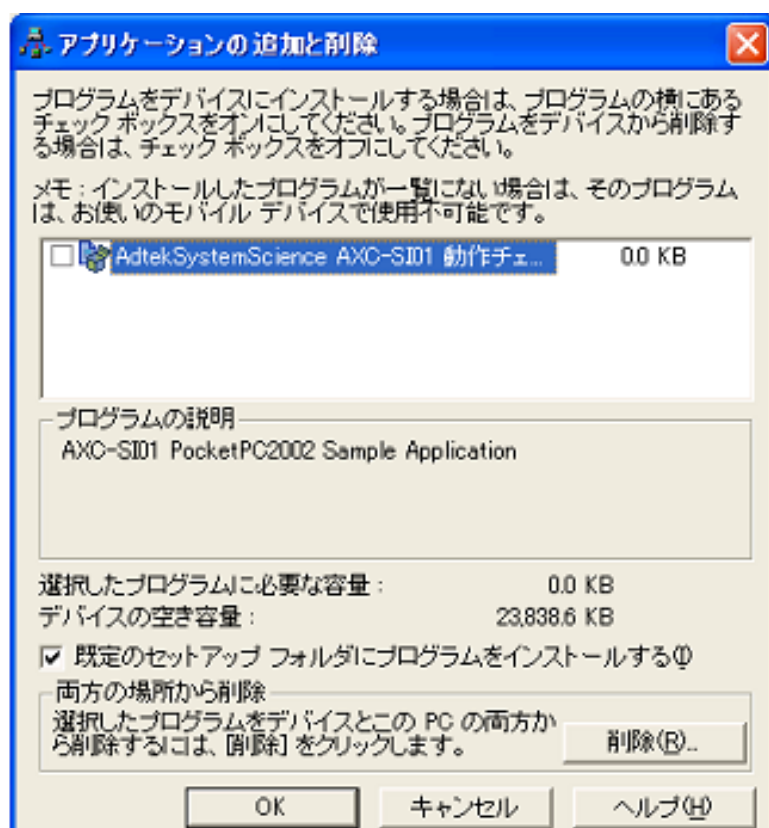 アプリケーションの追加と削除
プログラムをデバイスにインストールする場合は、プログラムの横にある
チェック ボックスをオンにしてください。プログラムをデバイスから削除す
る場合は、チェック ボックスをオフにしてください。
メモ : インストールしたプログラムが一覧にない場合は、そのプログラム
は、お使いのモバイル デバイスで使用不可能です。
AdtekSystemScience AXC-SI01 動作チェ... 0.0 KB
プログラムの説明
AXC-SI01 PocketPC2002 Sample Application
選択したプログラムに必要な容量 : 0.0 KB
デバイスの空き容量 : 23,838.6 KB
既定のセットアップ フォルダにプログラムをインストールする(I)
両方の場所から削除
選択したプログラムをデバイスとこの PC の両方か
ら削除するには、[削除] をクリックします。
削除(R)...
OK キャンセル ヘルプ(H)